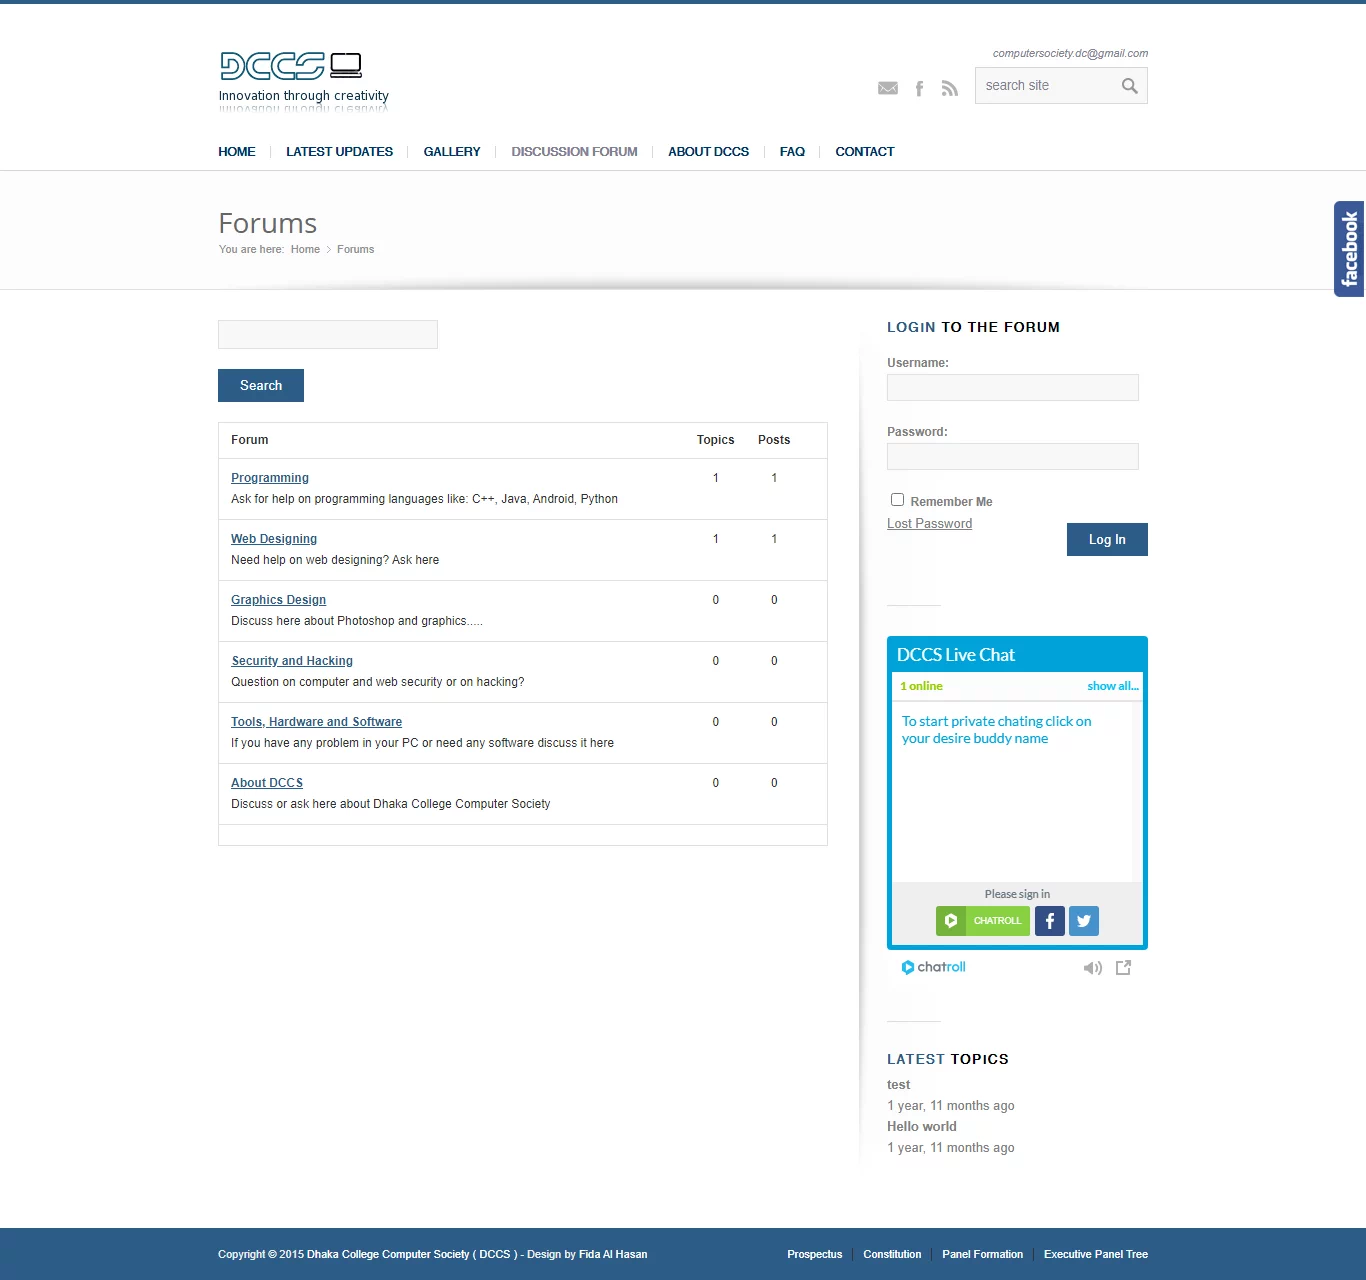 computersociety.dc@gmail.com
DCCS
Innovation through creativity
search site
HOME
LATEST UPDATES
GALLERY
DISCUSSION FORUM
ABOUT DCCS
FAQ
CONTACT
facebook
Forums
You are here: Home > Forums
Search
Forum Topics Posts
Programming 1 1
Ask for help on programming languages like: C++, Java, Android, Python
Web Designing 1 1
Need help on web designing? Ask here
Graphics Design 0 0
Discuss here about Photoshop and graphics.....
Security and Hacking 0 0
Question on computer and web security or on hacking?
Tools, Hardware and Software 0 0
If you have any problem in your PC or need any software discuss it here
About DCCS 0 0
Discuss or ask here about Dhaka College Computer Society
LOGIN TO THE FORUM
Username:
Password:
Remember Me
Lost Password
Log In
DCCS Live Chat
1 online show all...
To start private chating click on
your desire buddy name
Please sign in
CHATROLL
chatroll
LATEST TOPICS
test
1 year, 11 months ago
Hello world
1 year, 11 months ago
Copyright © 2015 Dhaka College Computer Society ( DCCS ) - Design by Fida Al Hasan
Prospectus
Constitution
Panel Formation
Executive Panel Tree